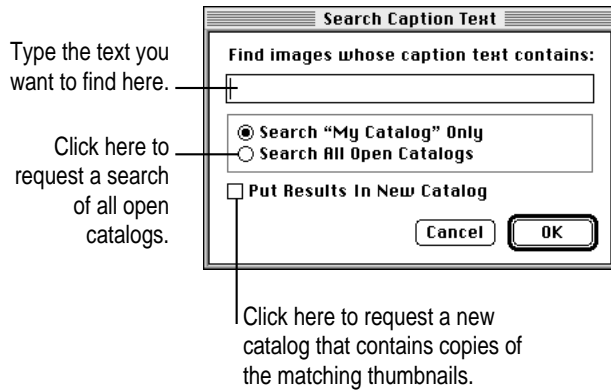 Search Caption Text
Type the text you
want to find here.
Find images whose caption text contains:
Search “My Catalog” Only
Search All Open Catalogs
Click here to
request a search
of all open
catalogs.
Put Results In New Catalog
Cancel
OK
Click here to request a new
catalog that contains copies of
the matching thumbnails.